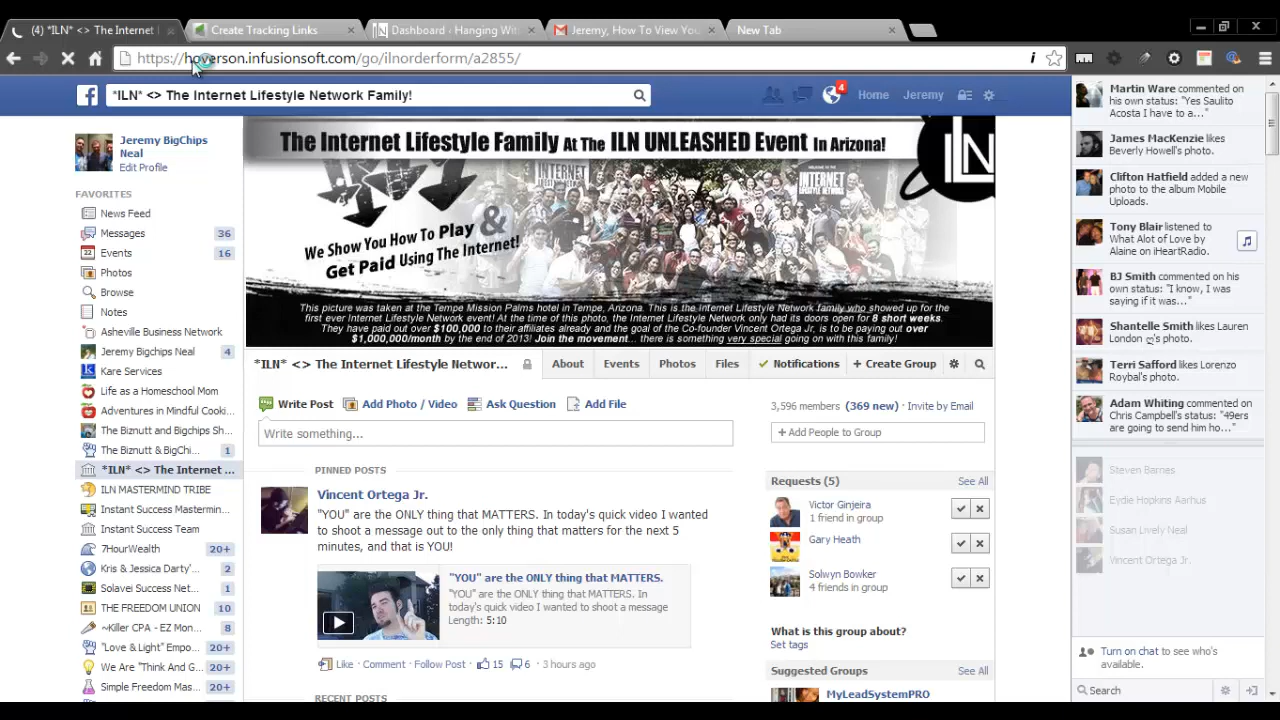 (4) *ILN* <> The Internet
Create Tracking Links
Dashboard ‹ Hanging Wit
Jeremy, How To View You
New Tab
https://hoverson.infusionsoft.com/go/ilnorderform/a2855/
*ILN* <> The Internet Lifestyle Network Family!
4
Home
Jeremy
Jeremy BigChips
Neal
Edit Profile
FAVORITES
News Feed
Messages 36
Events 16
Photos
Browse
Notes
Asheville Business Network
Jeremy Bigchips Neal 4
Kare Services
Life as a Homeschool Mom
Adventures in Mindful Cooki...
The Biznutt and BigChips Sh...
The Biznutt & BigChi... 1
*ILN* <> The Internet ...
ILN MASTERMIND TRIBE
Instant Success Mastermin...
Instant Success Team
7HourWealth 20+
Kris & Jessica Darty'... 2
Solavei Success Net... 1
THE FREEDOM UNION 10
~Killer CPA - EZ Mon... 8
"Love & Light" Empo... 20+
We Are "Think And G... 20+
Simple Freedom Mas... 20+
The Internet Lifestyle Family At The ILN UNLEASHED Event In Arizona!
ILN
INTERNET
INTERNET
We Show You How To Play &
Get Paid Using The Internet!
This picture was taken at the Tempe Mission Palms hotel in Tempe, Arizona. This is the Internet Lifestyle Network family who showed up for the
first ever Internet Lifestyle Network event! At the time of this photo, the Internet Lifestyle Network only had its doors open for 8 short weeks.
They have paid out over $100,000 to their affiliates already and the goal of the Co-founder Vincent Ortega Jr, is to be paying out over
$1,000,000/month by the end of 2013! Join the movement... there is something very special going on with this family!
*ILN* <> The Internet Lifestyle Networ...
About
Events
Photos
Files
✓ Notifications
+ Create Group
Write Post
Add Photo / Video
Ask Question
Add File
Write something...
PINNED POSTS
Vincent Ortega Jr.
"YOU" are the ONLY thing that MATTERS. In today's quick video I wanted
to shoot a message out to the only thing that matters for the next 5
minutes, and that is YOU!
"YOU" are the ONLY thing that MATTERS.
"YOU" are the ONLY thing that MATTERS. In
today's quick video I wanted to shoot a message
Length: 5:10
Like · Comment · Follow Post · 15 6 · 3 hours ago
RECENT POSTS
3,596 members (369 new) · Invite by Email
+ Add People to Group
Requests (5) See All
Victor Ginjeira
1 friend in group
Gary Heath
Solwyn Bowker
4 friends in group
What is this group about?
Set tags
Suggested Groups See All
MyLeadSystemPRO
Martin Ware commented on
his own status: "Yes Saulito
Acosta I have to a..."
James MacKenzie likes
Beverly Howell's photo.
Clifton Hatfield added a new
photo to the album Mobile
Uploads.
Tony Blair listened to
What Alot of Love by
Alaine on iHeartRadio.
BJ Smith commented on his
own status: "I know, I was
saying if it was..."
Shantelle Smith likes Lauren
London ღ's photo.
Terri Safford likes Lorenzo
Roybal's photo.
Adam Whiting commented on
Chris Campbell's status: "49ers
are going to send him ho..."
Steven Barnes
Eydie Hopkins Aarhus
Susan Lively Neal
Vincent Ortega Jr.
Turn on chat to see who's
available.
Search